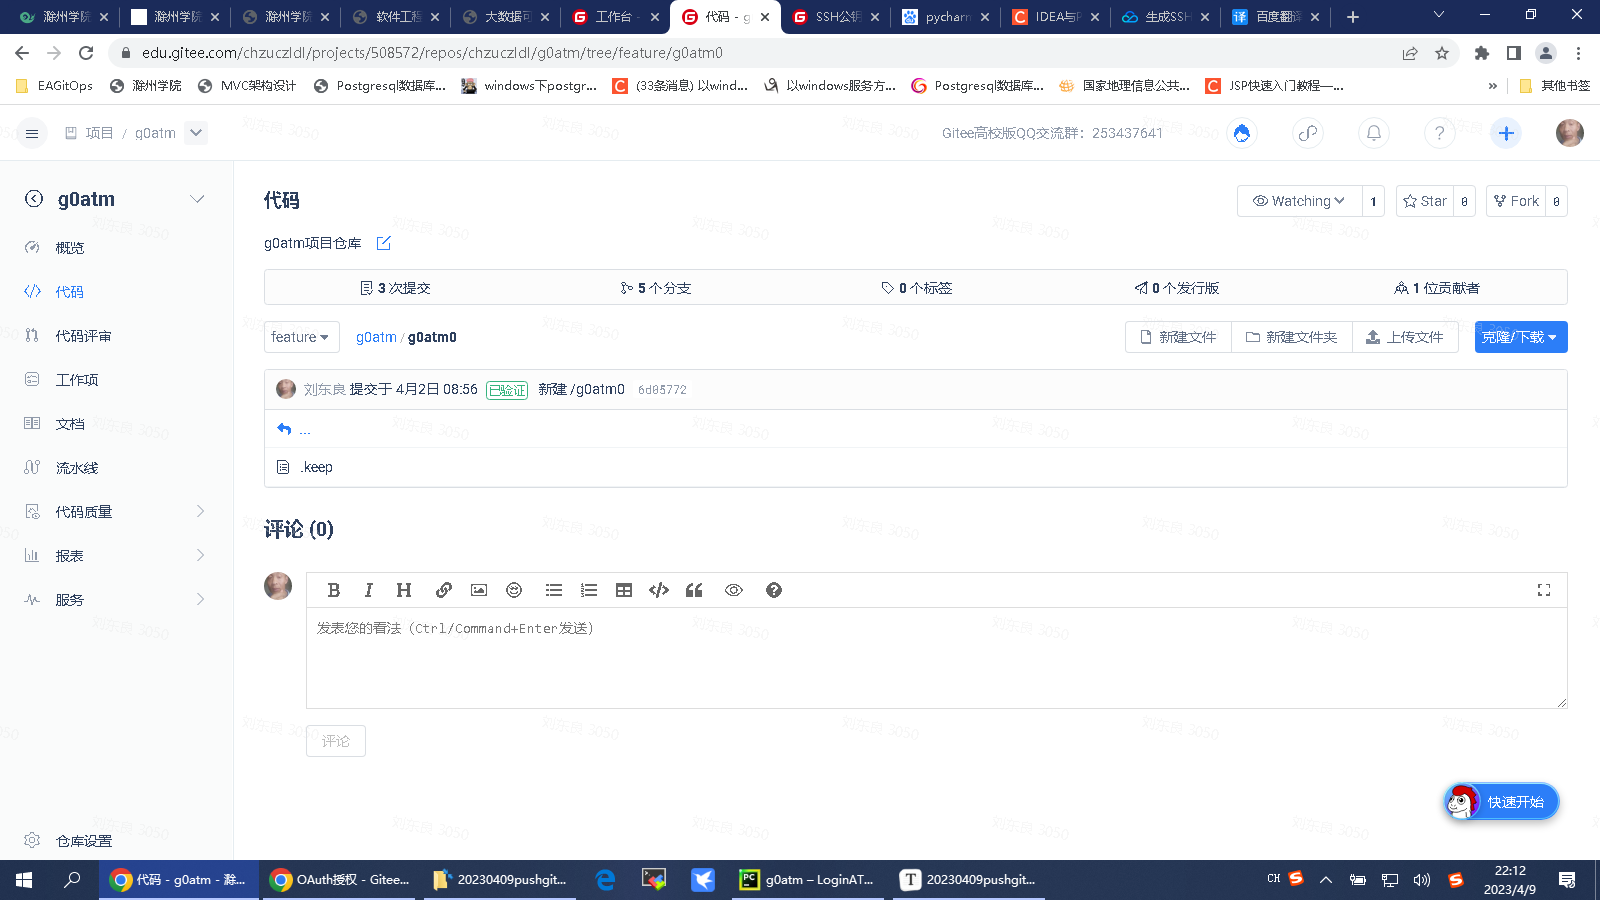 滁州学院
滁州学院
滁州学院
软件工程
大数据可
工作台 -
代码 - g
SSH公钥
pycharm
IDEA与P
生成SSH
百度翻译
edu.gitee.com/chzuczldl/projects/508572/repos/chzuczldl/g0atm/tree/feature/g0atm0
EAGitOps
滁州学院
MVC架构设计
Postgresql数据库...
windows下postgr...
(33条消息) 以wind...
以windows服务方...
Postgresql数据库...
国家地理信息公共...
JSP快速入门教程—...
»
其他书签
项目 / g0atm
Gitee高校版QQ交流群：253437641
g0atm
概览
代码
代码评审
工作项
文档
流水线
代码质量
报表
服务
仓库设置
代码
Watching 1
Star 0
Fork 0
g0atm项目仓库
3 次提交
5 个分支
0 个标签
0 个发行版
1 位贡献者
feature
g0atm / g0atm0
新建文件
新建文件夹
上传文件
克隆/下载
刘东良 提交于 4月2日 08:56 已验证 新建 /g0atm0 6d05772
...
.keep
评论 (0)
发表您的看法（Ctrl/Command+Enter发送）
评论
快速开始
刘东良 3050
代码 - g0atm - 滁...
OAuth授权 - Gitee...
20230409pushgit...
g0atm – LoginAT...
20230409pushgit...
CH
22:12
2023/4/9